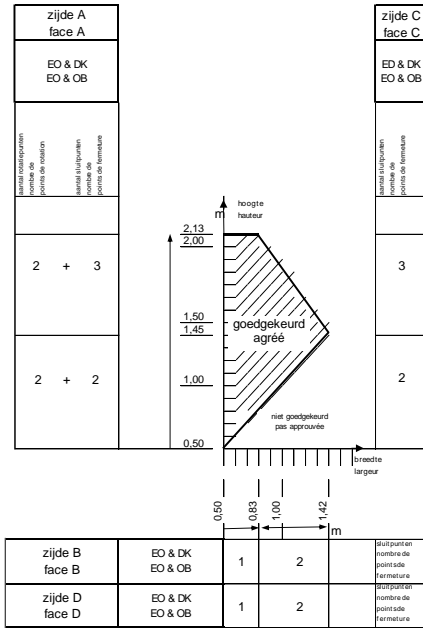 zijde A
face A
EO & DK
EO & OB
aantal rotatiepunten
nombre de
points de rotation
aantal sluitpunten
nombre de
points de fermeture
2 + 3
2 + 2
zijde C
face C
ED & DK
EO & OB
aantal sluitpunten
nombre de
points de fermeture
3
2
hoogte
hauteur
m
2,13
2,00
1,50
1,45
1,00
0,50
goedgekeurd
agréé
niet goedgekeurd
pas approuvée
breedte
largeur
0,50
0,83
1,00
1,42
m
zijde B
face B
EO & DK
EO & OB
1
2
sluitpunten
nombre de
points de
fermeture
zijde D
face D
EO & DK
EO & OB
1
2
sluitpunten
nombre de
points de
fermeture